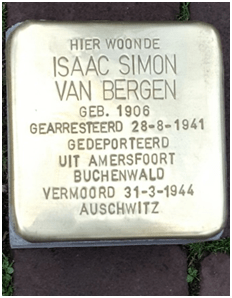 HIER WOONDE
ISAAC SIMON
VAN BERGEN
GEB. 1906
GEARRESTEERD 28-8-1941
GEDEPORTEERD
UIT AMERSFOORT
BUCHENWALD
VERMOORD 31-3-1944
AUSCHWITZ